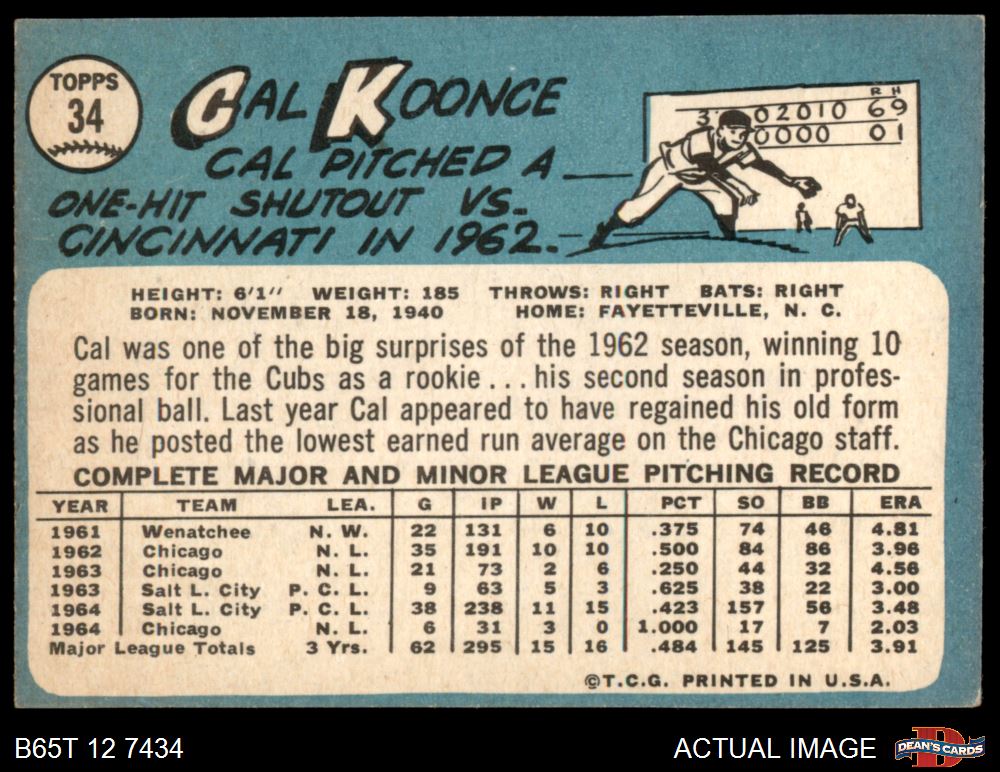 TOPPS
34
CAL KOONCE
CAL PITCHED A
ONE-HIT SHUTOUT VS.
CINCINNATI IN 1962.
R H
3 02010 69
0000 01
HEIGHT: 6'1" WEIGHT: 185 THROWS: RIGHT BATS: RIGHT
BORN: NOVEMBER 18, 1940 HOME: FAYETTEVILLE, N. C.
Cal was one of the big surprises of the 1962 season, winning 10
games for the Cubs as a rookie...his second season in profes-
sional ball. Last year Cal appeared to have regained his old form
as he posted the lowest earned run average on the Chicago staff.
COMPLETE MAJOR AND MINOR LEAGUE PITCHING RECORD
YEAR TEAM LEA. G IP W L PCT SO BB ERA
1961 Wenatchee N. W. 22 131 6 10 .375 74 46 4.81
1962 Chicago N. L. 35 191 10 10 .500 84 86 3.96
1963 Chicago N. L. 21 73 2 6 .250 44 32 4.56
1963 Salt L. City P. C. L. 9 63 5 3 .625 38 22 3.00
1964 Salt L. City P. C. L. 38 238 11 15 .423 157 56 3.48
1964 Chicago N. L. 6 31 3 0 1.000 17 7 2.03
Major League Totals 3 Yrs. 62 295 15 16 .484 145 125 3.91
©T.C.G. PRINTED IN U.S.A.
B65T 12 7434
ACTUAL IMAGE
D
DEAN'S CARDS